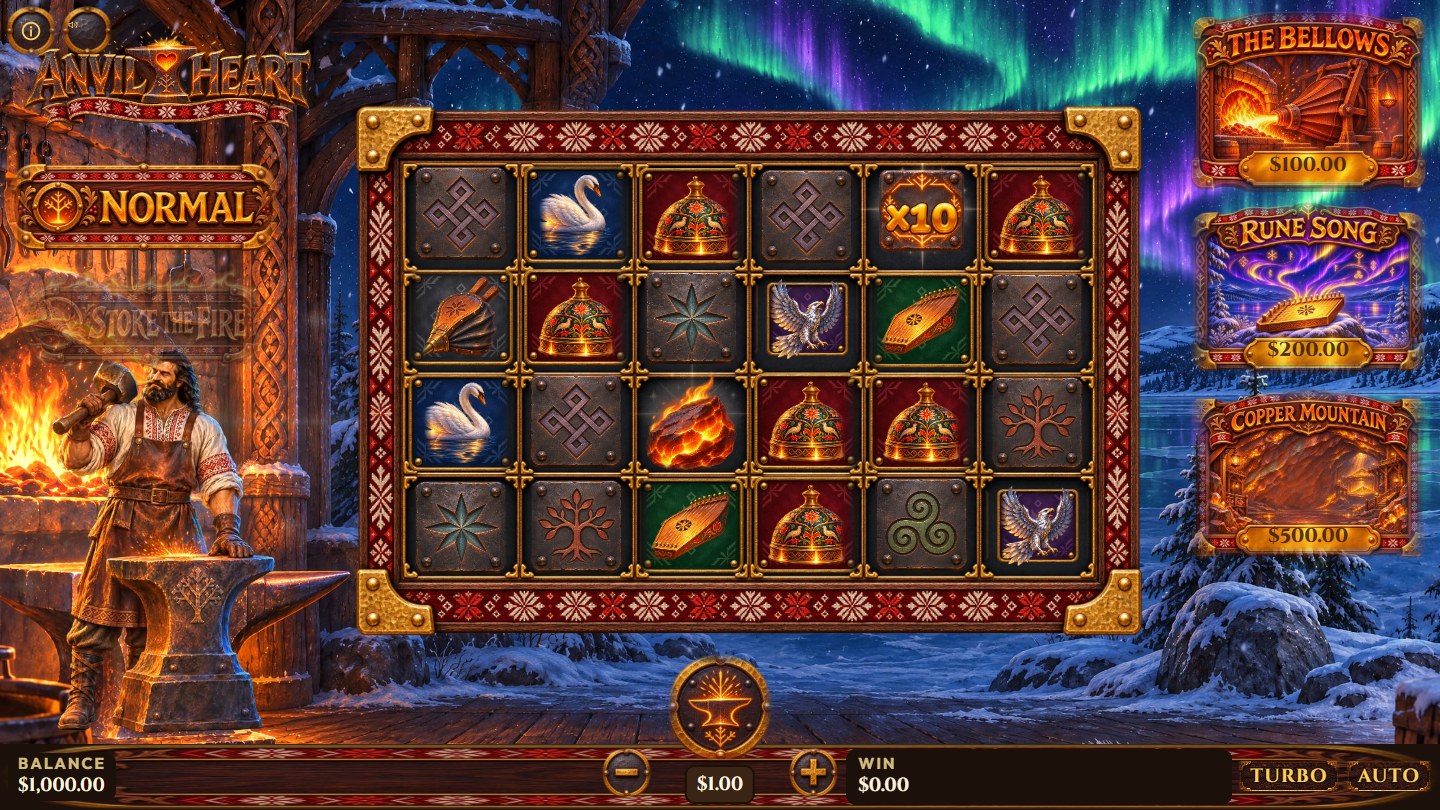 ANVIL HEART
NORMAL
STOKE THE FIRE
x10
THE BELLOWS
$100.00
RUNE SONG
$200.00
COPPER MOUNTAIN
$500.00
BALANCE
$1,000.00
$1.00
WIN
$0.00
TURBO
AUTO